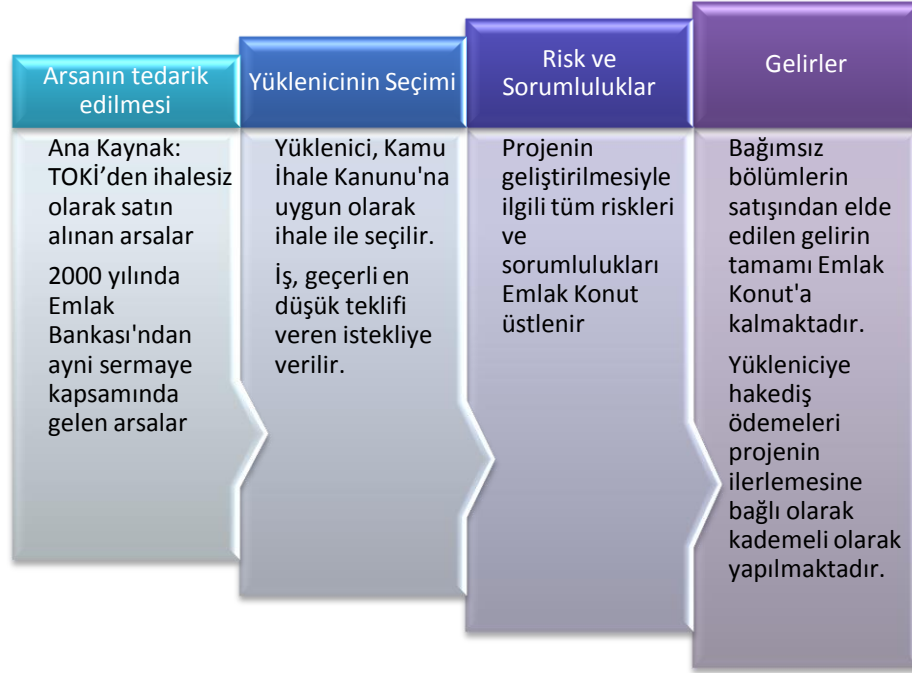 Arsanın tedarik
edilmesi
Ana Kaynak:
TOKİ’den ihalesiz
olarak satın
alınan arsalar
2000 yılında
Emlak
Bankası'ndan
ayni sermaye
kapsamında
gelen arsalar
Yüklenicinin Seçimi
Yüklenici, Kamu
İhale Kanunu'na
uygun olarak
ihale ile seçilir.
İş, geçerli en
düşük teklifi
veren istekliye
verilir.
Risk ve
Sorumluluklar
Projenin
geliştirilmesiyle
ilgili tüm riskleri
ve
sorumlulukları
Emlak Konut
üstlenir
Gelirler
Bağımsız
bölümlerin
satışından elde
edilen gelirin
tamamı Emlak
Konut'a
kalmaktadır.
Yükleniciye
hakediş
ödemeleri
projenin
ilerlemesine
bağlı olarak
kademeli olarak
yapılmaktadır.